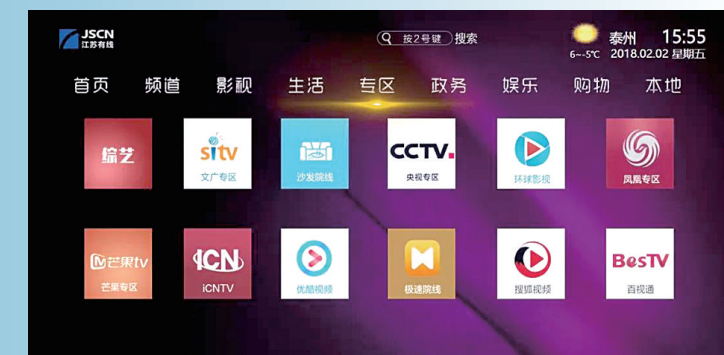 JSCN
江苏有线
按2号键 搜索
泰州 15:55
6~-5℃ 2018.02.02 星期五
首页 频道 影视 生活 专区 政务 娱乐 购物 本地
综艺
sitv
文广专区
沙发院线
CCTV.
央视专区
环球影视
凤凰专区
芒果tv
芒果专区
iCN
iCNTV
优酷视频
极速院线
搜狐视频
BesTV
百视通